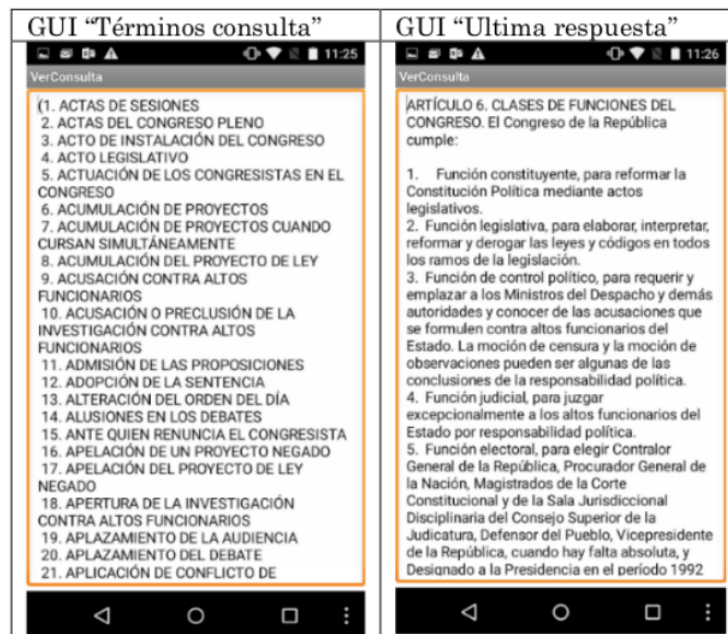 GUI "Términos consulta"
11:25
VerConsulta
(1. ACTAS DE SESIONES
2. ACTAS DEL CONGRESO PLENO
3. ACTO DE INSTALACIÓN DEL CONGRESO
4. ACTO LEGISLATIVO
5. ACTUACIÓN DE LOS CONGRESISTAS EN EL
CONGRESO
6. ACUMULACIÓN DE PROYECTOS
7. ACUMULACIÓN DE PROYECTOS CUANDO
CURSAN SIMULTÁNEAMENTE
8. ACUMULACIÓN DEL PROYECTO DE LEY
9. ACUSACIÓN CONTRA ALTOS
FUNCIONARIOS
10. ACUSACIÓN O PRECLUSIÓN DE LA
INVESTIGACIÓN CONTRA ALTOS
FUNCIONARIOS
11. ADMISIÓN DE LAS PROPOSICIONES
12. ADOPCIÓN DE LA SENTENCIA
13. ALTERACIÓN DEL ORDEN DEL DÍA
14. ALUSIONES EN LOS DEBATES
15. ANTE QUIEN RENUNCIA EL CONGRESISTA
16. APELACIÓN DE UN PROYECTO NEGADO
17. APELACIÓN DEL PROYECTO DE LEY
NEGADO
18. APERTURA DE LA INVESTIGACIÓN
CONTRA ALTOS FUNCIONARIOS
19. APLAZAMIENTO DE LA AUDIENCIA
20. APLAZAMIENTO DEL DEBATE
21. APLICACIÓN DE CONFLICTO DE
GUI "Ultima respuesta"
11:26
VerConsulta
ARTÍCULO 6. CLASES DE FUNCIONES DEL
CONGRESO. El Congreso de la República
cumple:
1. Función constituyente, para reformar la
Constitución Política mediante actos
legislativos.
2. Función legislativa, para elaborar, interpretar,
reformar y derogar las leyes y códigos en todos
los ramos de la legislación.
3. Función de control político, para requerir y
emplazar a los Ministros del Despacho y demás
autoridades y conocer de las acusaciones que
se formulen contra altos funcionarios del
Estado. La moción de censura y la moción de
observaciones pueden ser algunas de las
conclusiones de la responsabilidad política.
4. Función judicial, para juzgar
excepcionalmente a los altos funcionarios del
Estado por responsabilidad política.
5. Función electoral, para elegir Contralor
General de la República, Procurador General de
la Nación, Magistrados de la Corte
Constitucional y de la Sala Jurisdiccional
Disciplinaria del Consejo Superior de la
Judicatura, Defensor del Pueblo, Vicepresidente
de la República, cuando hay falta absoluta, y
Designado a la Presidencia en el período 1992